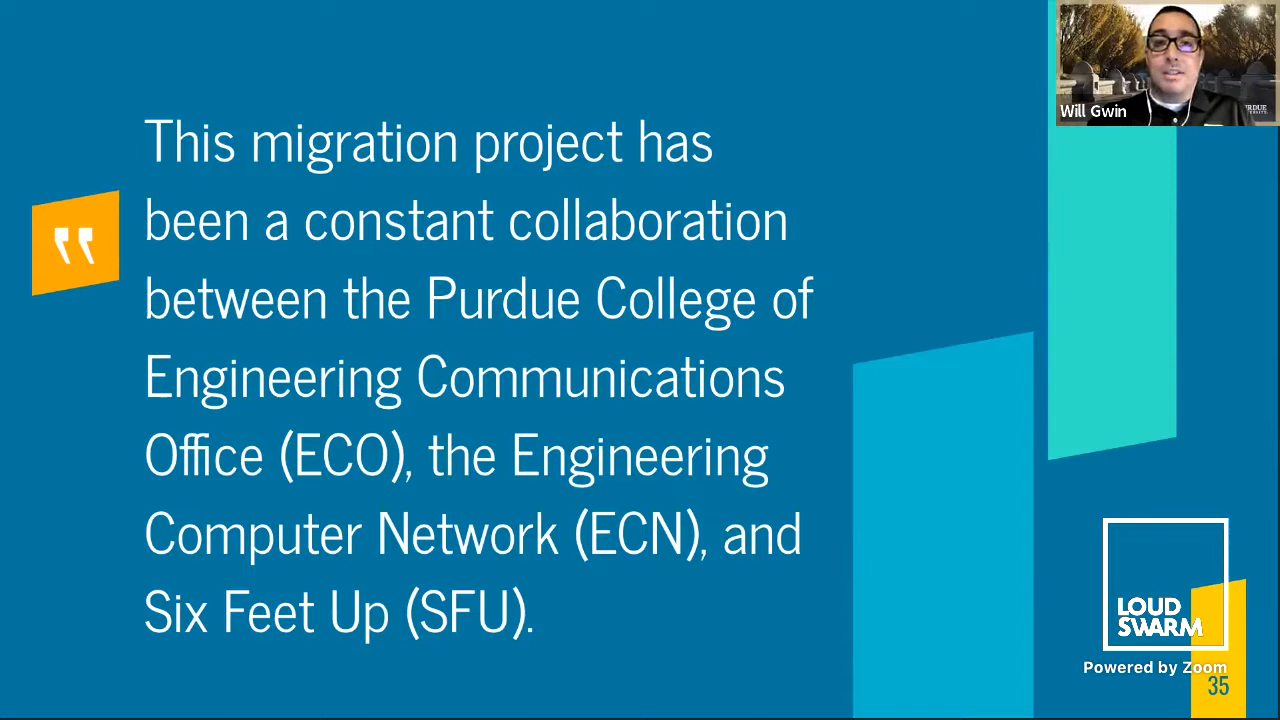 This migration project has
been a constant collaboration
between the Purdue College of
Engineering Communications
Office (ECO), the Engineering
Computer Network (ECN), and
Six Feet Up (SFU).
Will Gwin
LOUD
SWARM
Powered by Zoom
35